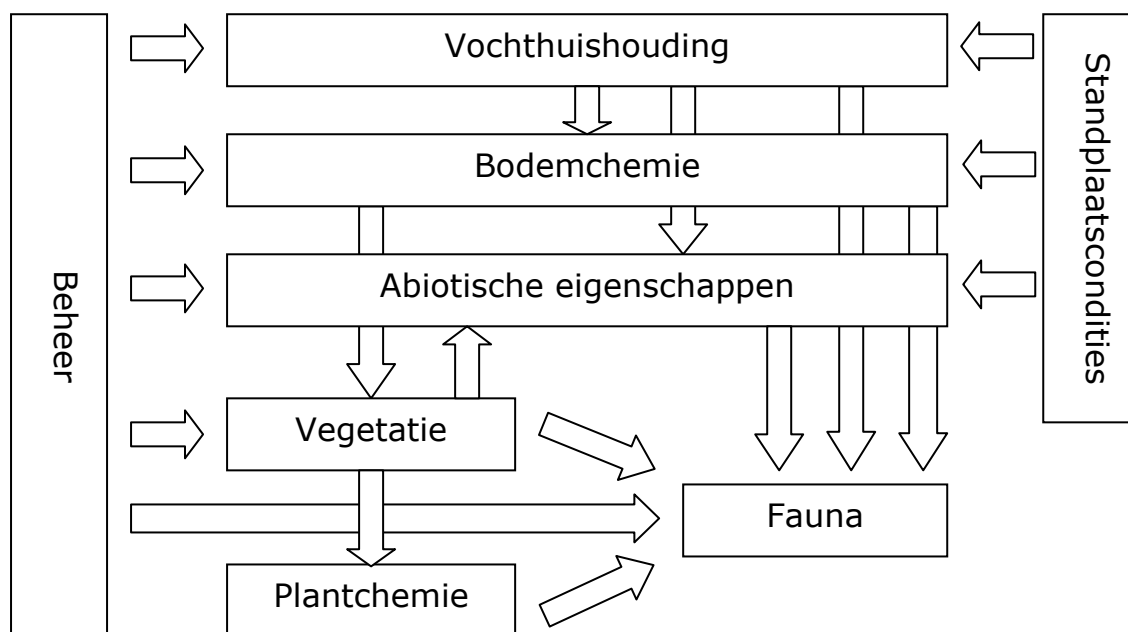 Vochthuishouding
Bodemchemie
Abiotische eigenschappen
Vegetatie
Fauna
Plantchemie
Beheer
Standplaatscondities